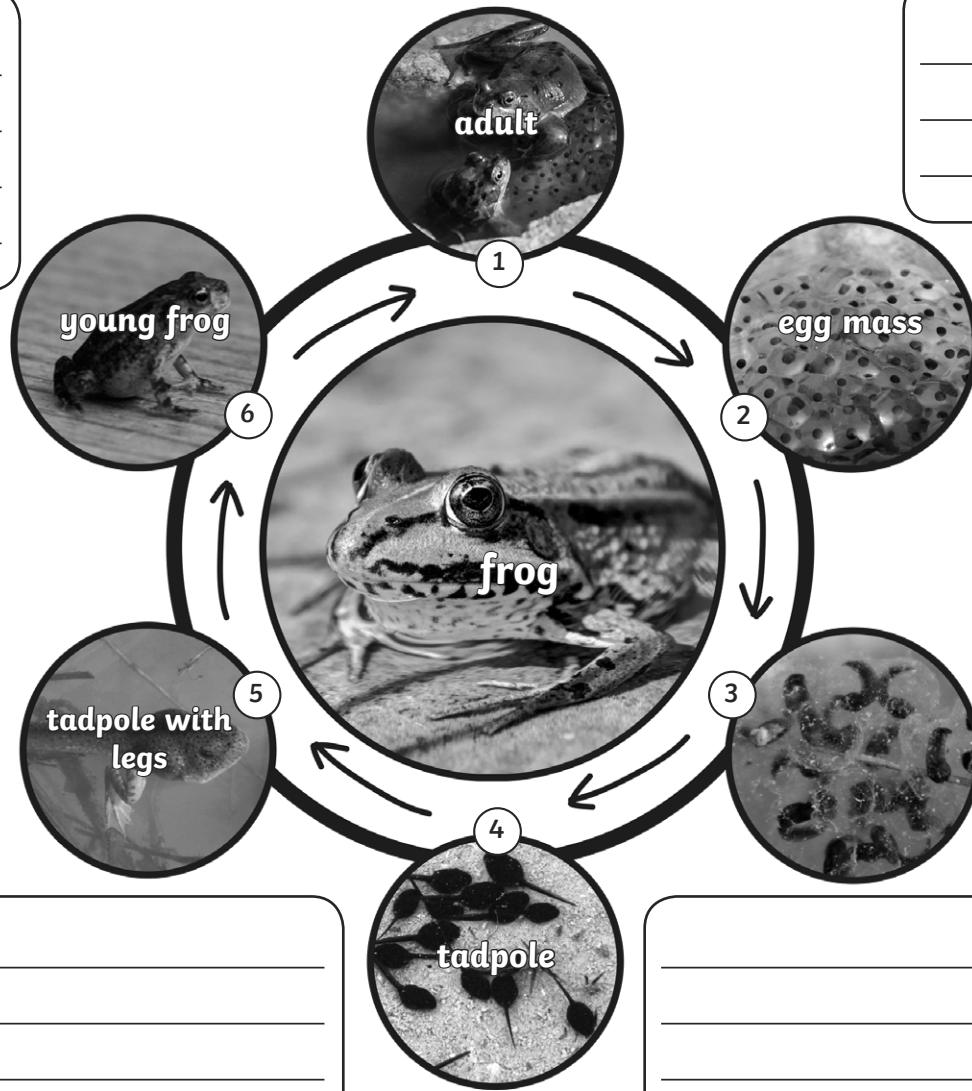 adult
1
young frog
egg mass
6
2
frog
5
3
tadpole with
legs
4
tadpole